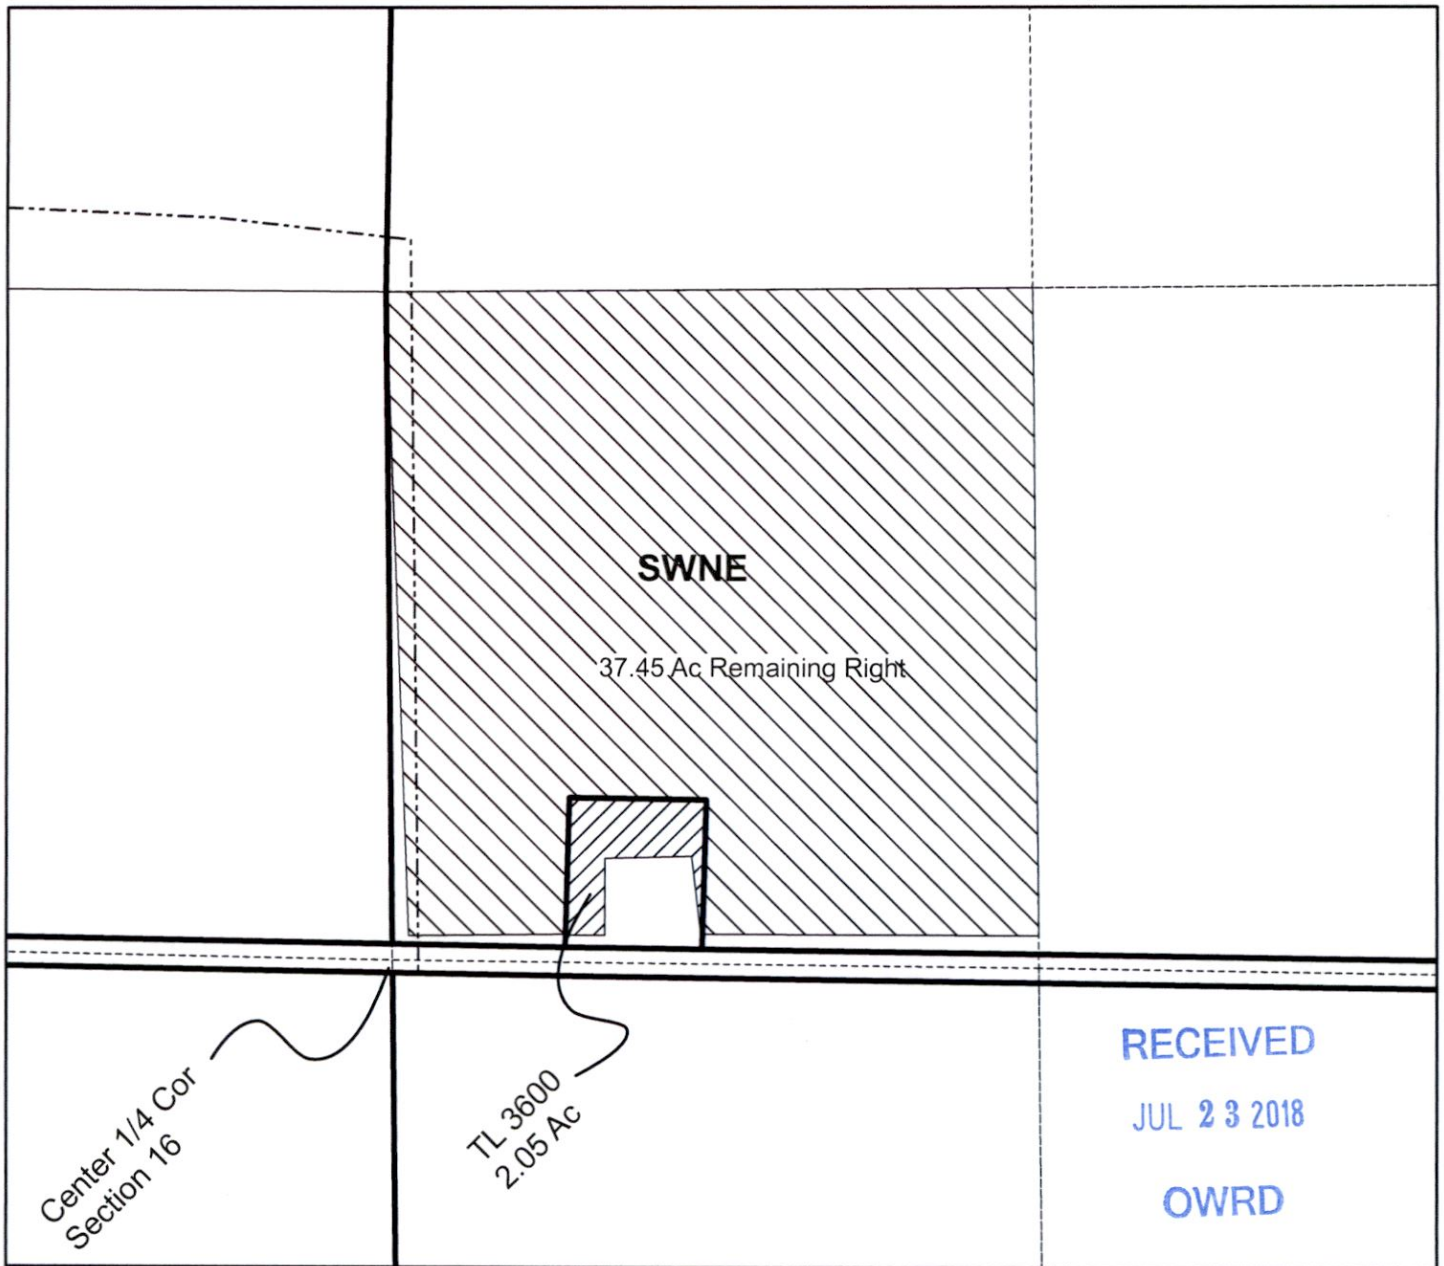 SWNE
37.45 Ac Remaining Right
Center 1/4 Cor
Section 16
TL 3600
2.05 Ac
RECEIVED
JUL 23 2018
OWRD